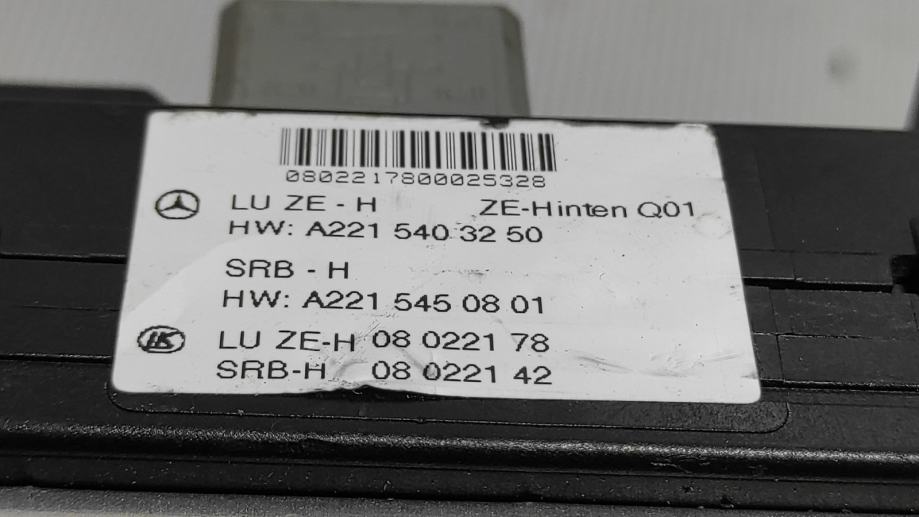 0802217800025328
LU ZE - H ZE-Hinten Q01
HW: A221 540 32 50
SRB - H
HW: A221 545 08 01
LK LU ZE-H 08 0221 78
SRB-H 08 0221 42